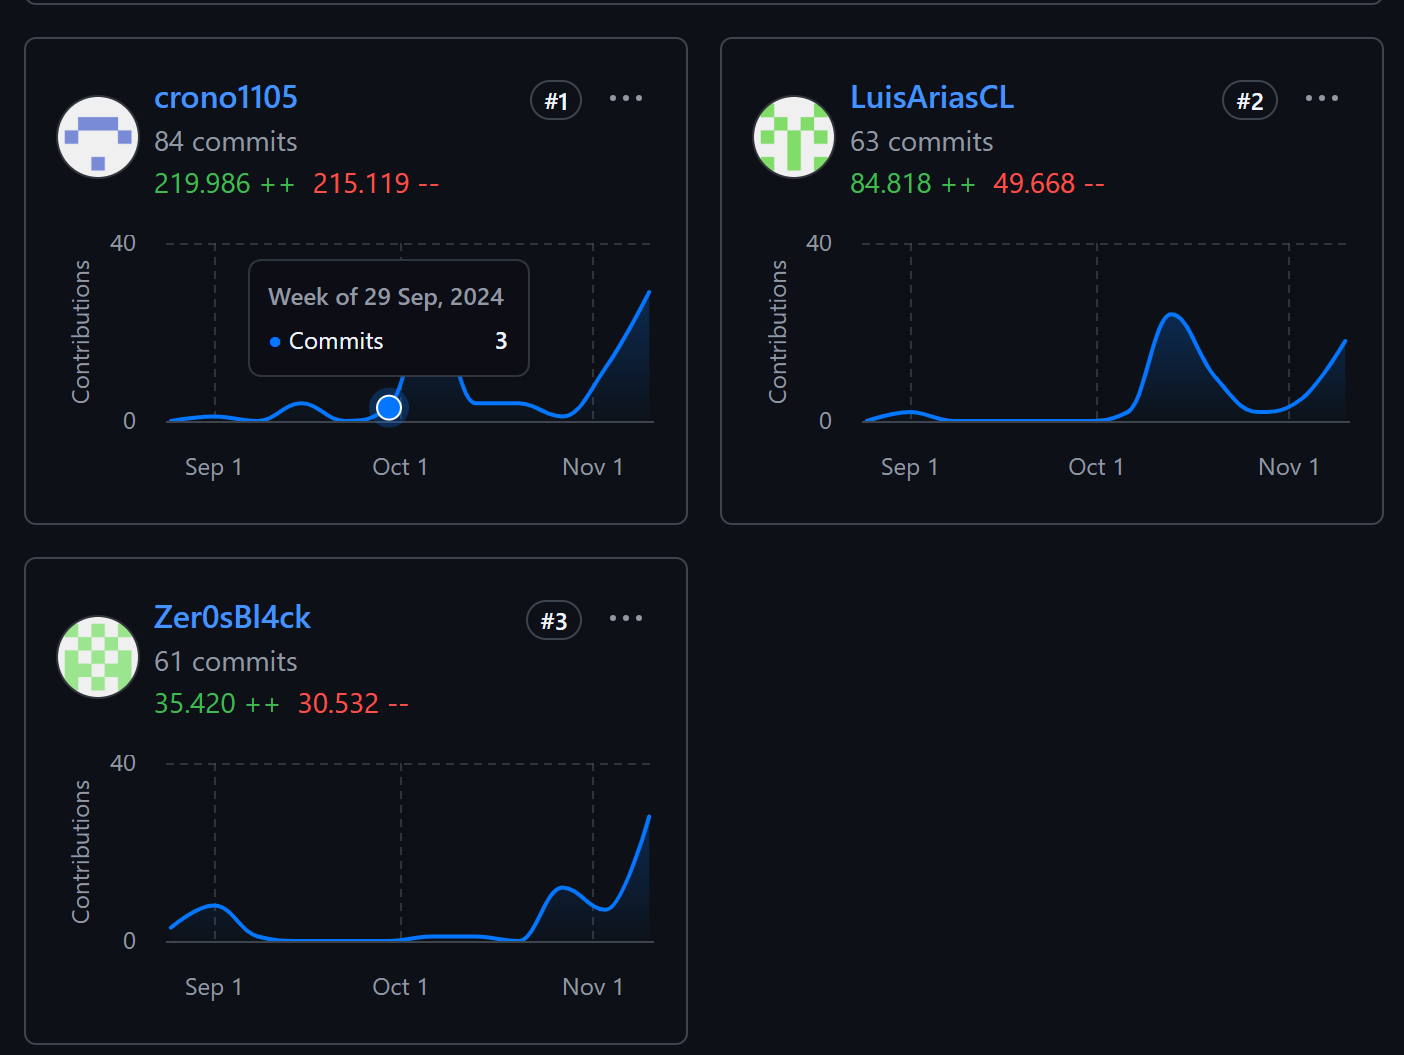 crono1105
#1
84 commits
219.986 ++ 215.119 --
40
Contributions
Week of 29 Sep, 2024
Commits 3
0
Sep 1 Oct 1 Nov 1
LuisAriasCL
#2
63 commits
84.818 ++ 49.668 --
40
Contributions
0
Sep 1 Oct 1 Nov 1
Zer0sBl4ck
#3
61 commits
35.420 ++ 30.532 --
40
Contributions
0
Sep 1 Oct 1 Nov 1